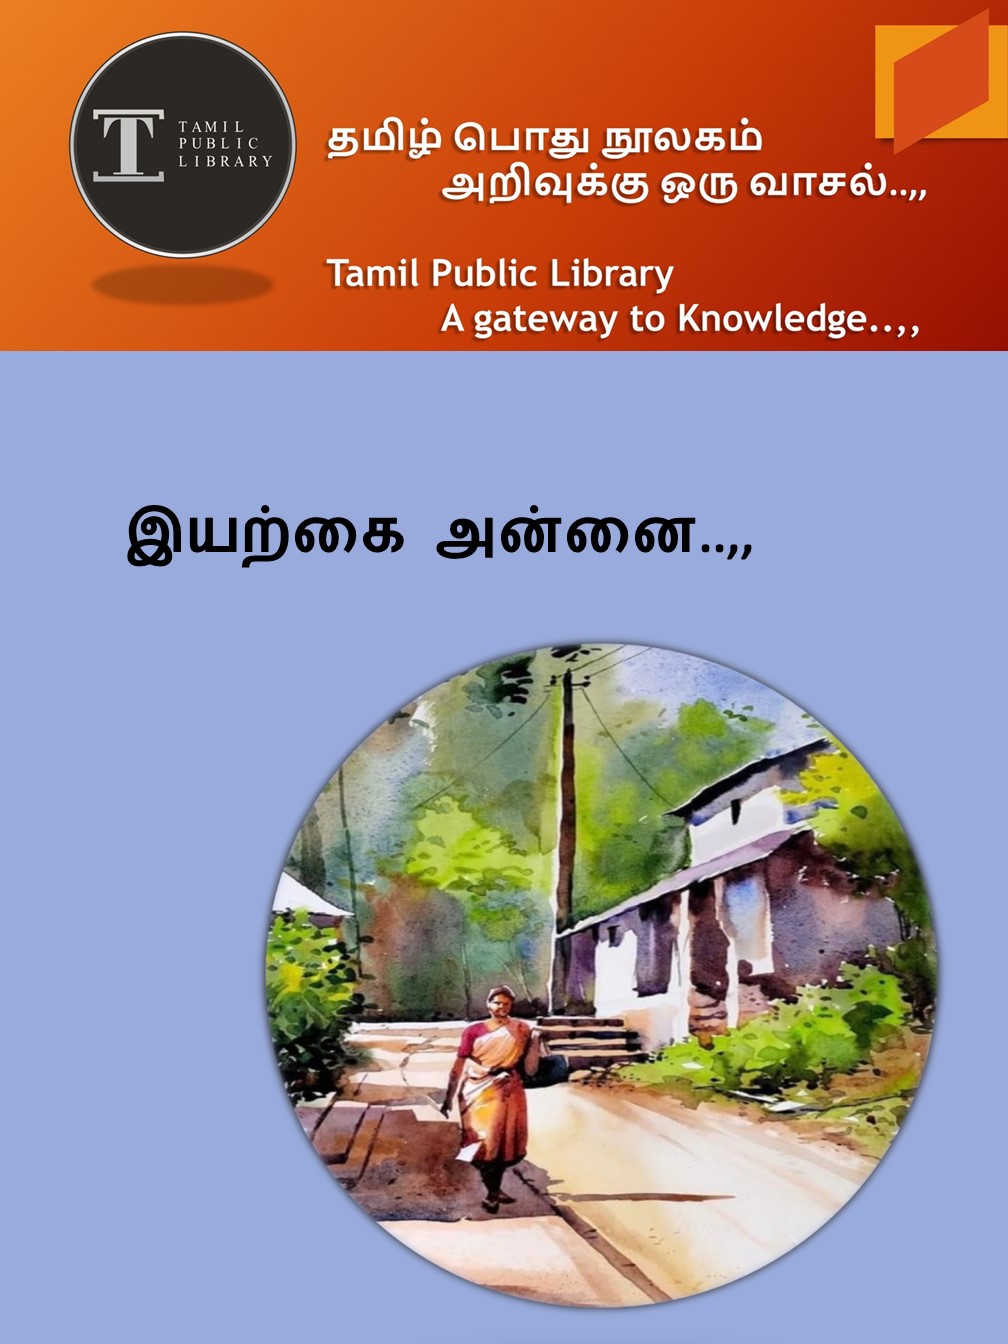 TAMIL
PUBLIC
LIBRARY
தமிழ் பொது நூலகம்
அறிவுக்கு ஒரு வாசல்..,,
Tamil Public Library
A gateway to Knowledge..,,
இயற்கை அன்னை..,,